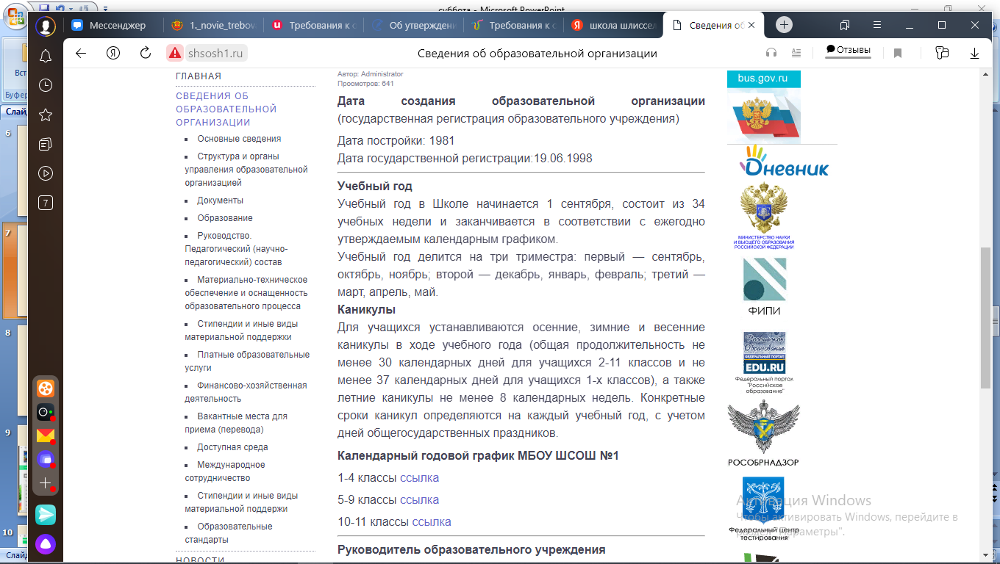 суббота - Microsoft PowerPoint
Мессенджер
1._novie_trebov
Требования к с
Об утверждени
Требования к с
школа шлиссел
Сведения об
shsosh1.ru
Сведения об образовательной организации
Отзывы
Вст
Буфер
Слайд
6
7
8
9
10
Слайд
7
ГЛАВНАЯ
СВЕДЕНИЯ ОБ
ОБРАЗОВАТЕЛЬНОЙ
ОРГАНИЗАЦИИ
Основные сведения
Структура и органы
управления образовательной
организацией
Документы
Образование
Руководство.
Педагогический (научно-
педагогический) состав
Материально-техническое
обеспечение и оснащенность
образовательного процесса
Стипендии и иные виды
материальной поддержки
Платные образовательные
услуги
Финансово-хозяйственная
деятельность
Вакантные места для
приема (перевода)
Доступная среда
Международное
сотрудничество
Стипендии и иные виды
материальной поддержи
Образовательные
стандарты
НОВОСТИ
Автор: Administrator
Просмотров: 641
Дата создания образовательной организации
(государственная регистрация образовательного учреждения)
Дата постройки: 1981
Дата государственной регистрации:19.06.1998
Учебный год
Учебный год в Школе начинается 1 сентября, состоит из 34
учебных недели и заканчивается в соответствии с ежегодно
утверждаемым календарным графиком.
Учебный год делится на три триместра: первый — сентябрь,
октябрь, ноябрь; второй — декабрь, январь, февраль; третий —
март, апрель, май.
Каникулы
Для учащихся устанавливаются осенние, зимние и весенние
каникулы в ходе учебного года (общая продолжительность не
менее 30 календарных дней для учащихся 2-11 классов и не
менее 37 календарных дней для учащихся 1-х классов), а также
летние каникулы не менее 8 календарных недель. Конкретные
сроки каникул определяются на каждый учебный год, с учетом
дней общегосударственных праздников.
Календарный годовой график МБОУ ШСОШ №1
1-4 классы ссылка
5-9 классы ссылка
10-11 классы ссылка
Руководитель образовательного учреждения
bus.gov.ru
Дневник
МИНИСТЕРСТВО НАУКИ
И ВЫСШЕГО ОБРАЗОВАНИЯ
РОССИЙСКОЙ ФЕДЕРАЦИИ
ФИПИ
Российское
Образование
ФЕДЕРАЛЬНЫЙ ПОРТАЛ
EDU.RU
Федеральный портал
"Российское
образование"
РОСОБРНАДЗОР
Федеральный центр
тестирования
Активация Windows
Чтобы активировать Windows, перейдите в
раздел "Параметры".